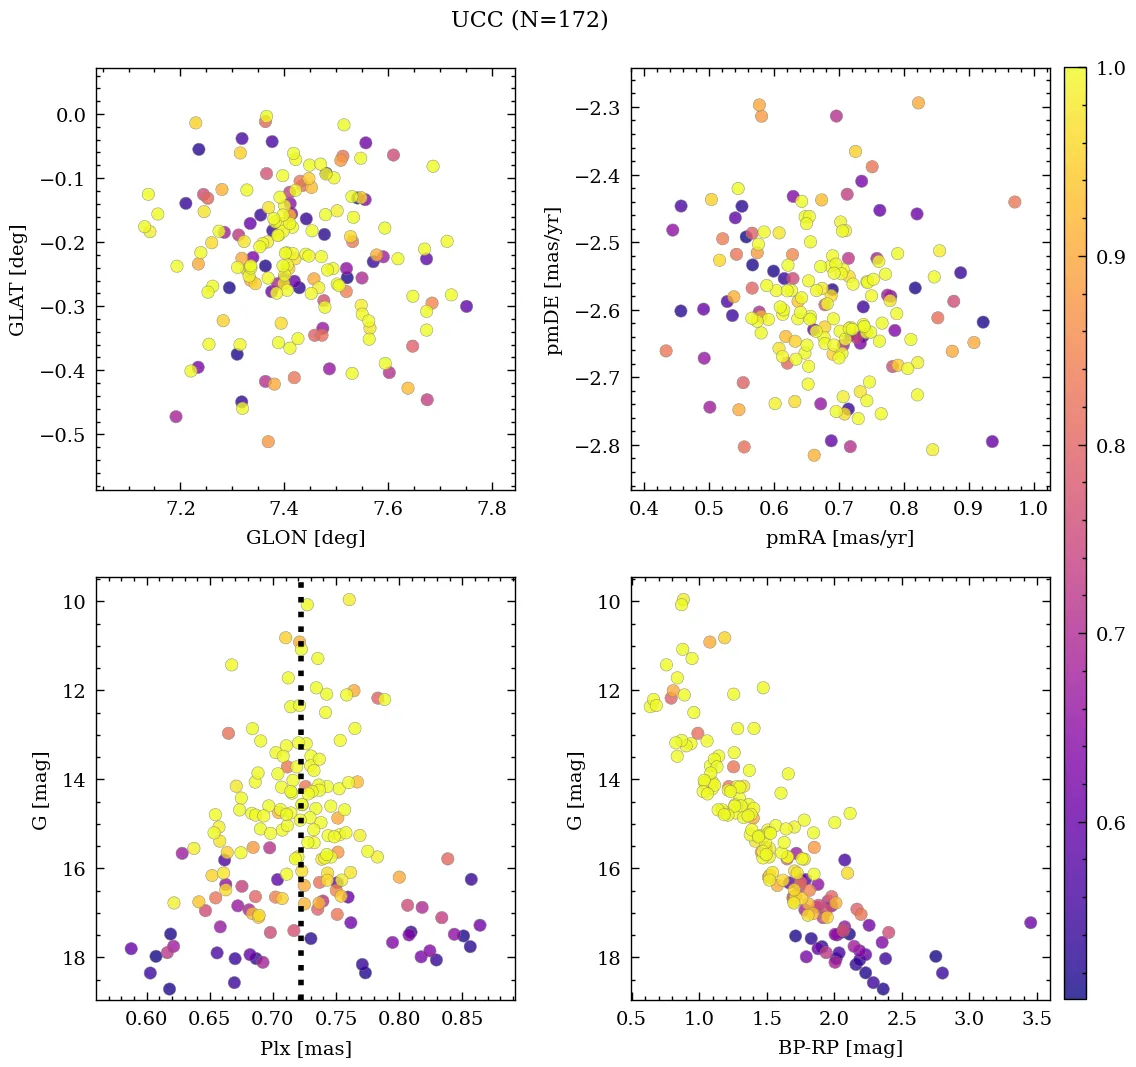 UCC (N=172)
0.0
−0.1
−0.2
−0.3
−0.4
−0.5
GLAT [deg]
7.2 7.4 7.6 7.8
GLON [deg]
−2.3
−2.4
−2.5
−2.6
−2.7
−2.8
pmDE [mas/yr]
0.4 0.5 0.6 0.7 0.8 0.9 1.0
pmRA [mas/yr]
1.0
0.9
0.8
0.7
0.6
10
12
14
16
18
G [mag]
0.60 0.65 0.70 0.75 0.80 0.85
Plx [mas]
10
12
14
16
18
G [mag]
0.5 1.0 1.5 2.0 2.5 3.0 3.5
BP-RP [mag]